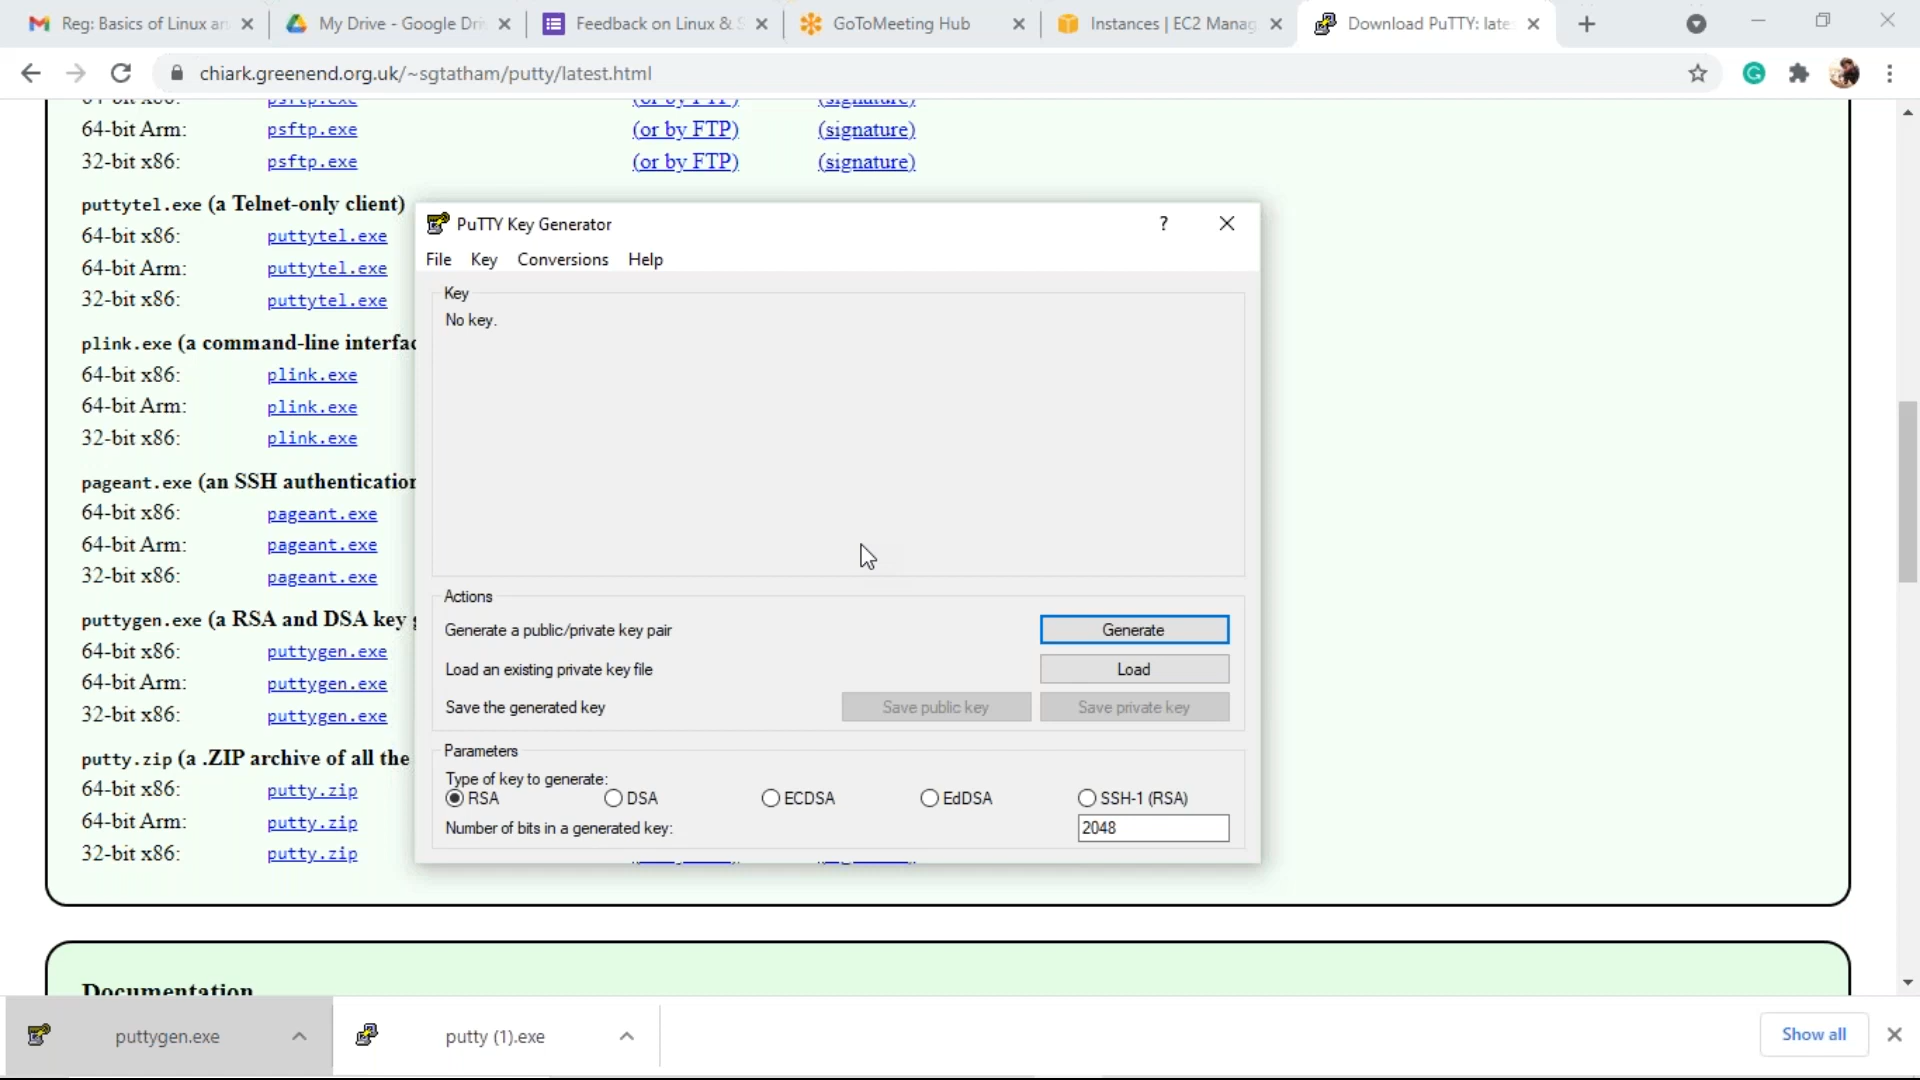 Reg: Basics of Linux an
My Drive - Google Dri
Feedback on Linux & S
GoToMeeting Hub
Instances | EC2 Manag
Download PuTTY: late
chiark.greenend.org.uk/~sgtatham/putty/latest.html
64-bit x86: psftp.exe (or by FTP) (signature)
64-bit Arm: psftp.exe (or by FTP) (signature)
32-bit x86: psftp.exe (or by FTP) (signature)
puttytel.exe (a Telnet-only client)
64-bit x86: puttytel.exe
64-bit Arm: puttytel.exe
32-bit x86: puttytel.exe
plink.exe (a command-line interfac
64-bit x86: plink.exe
64-bit Arm: plink.exe
32-bit x86: plink.exe
pageant.exe (an SSH authentication
64-bit x86: pageant.exe
64-bit Arm: pageant.exe
32-bit x86: pageant.exe
puttygen.exe (a RSA and DSA key g
64-bit x86: puttygen.exe
64-bit Arm: puttygen.exe
32-bit x86: puttygen.exe
putty.zip (a .ZIP archive of all the
64-bit x86: putty.zip
64-bit Arm: putty.zip
32-bit x86: putty.zip
Documentation
PuTTY Key Generator ?
File Key Conversions Help
Key
No key.
Actions
Generate a public/private key pair Generate
Load an existing private key file Load
Save the generated key Save public key Save private key
Parameters
Type of key to generate:
RSA DSA ECDSA EdDSA SSH-1 (RSA)
Number of bits in a generated key: 2048
puttygen.exe
putty (1).exe
Show all